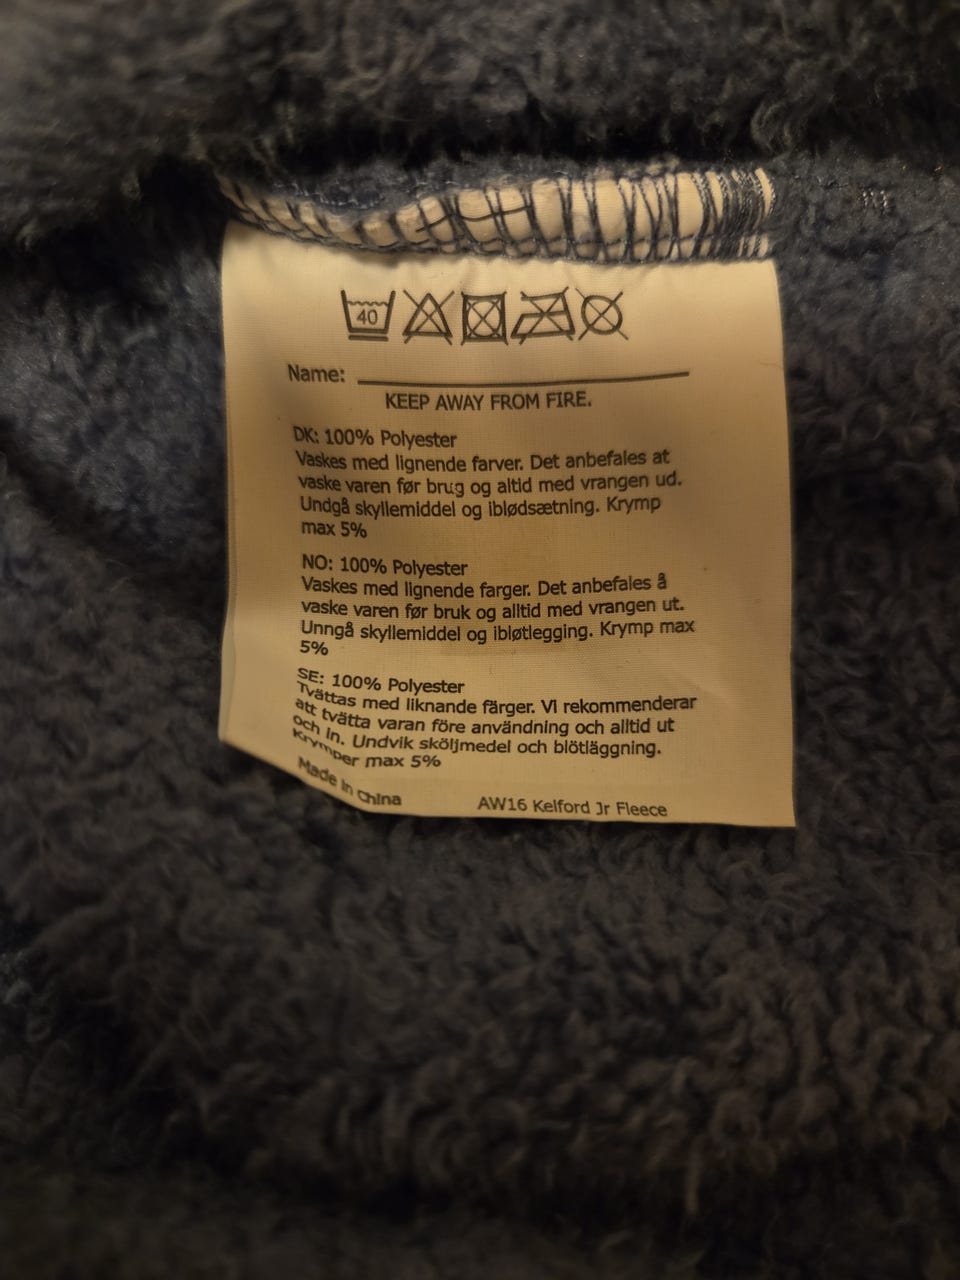 40
Name:
KEEP AWAY FROM FIRE.
DK: 100% Polyester
Vaskes med lignende farver. Det anbefales at
vaske varen før brug og altid med vrangen ud.
Undgå skyllemiddel og iblødsætning. Krymp
max 5%
NO: 100% Polyester
Vaskes med lignende farger. Det anbefales å
vaske varen før bruk og alltid med vrangen ut.
Unngå skyllemiddel og ibløtlegging. Krymp max
5%
SE: 100% Polyester
Tvättas med liknande färger. Vi rekommenderar
att tvätta varan före användning och alltid ut
och in. Undvik sköljmedel och blötläggning.
Krymper max 5%
Made in China
AW16 Kelford Jr Fleece